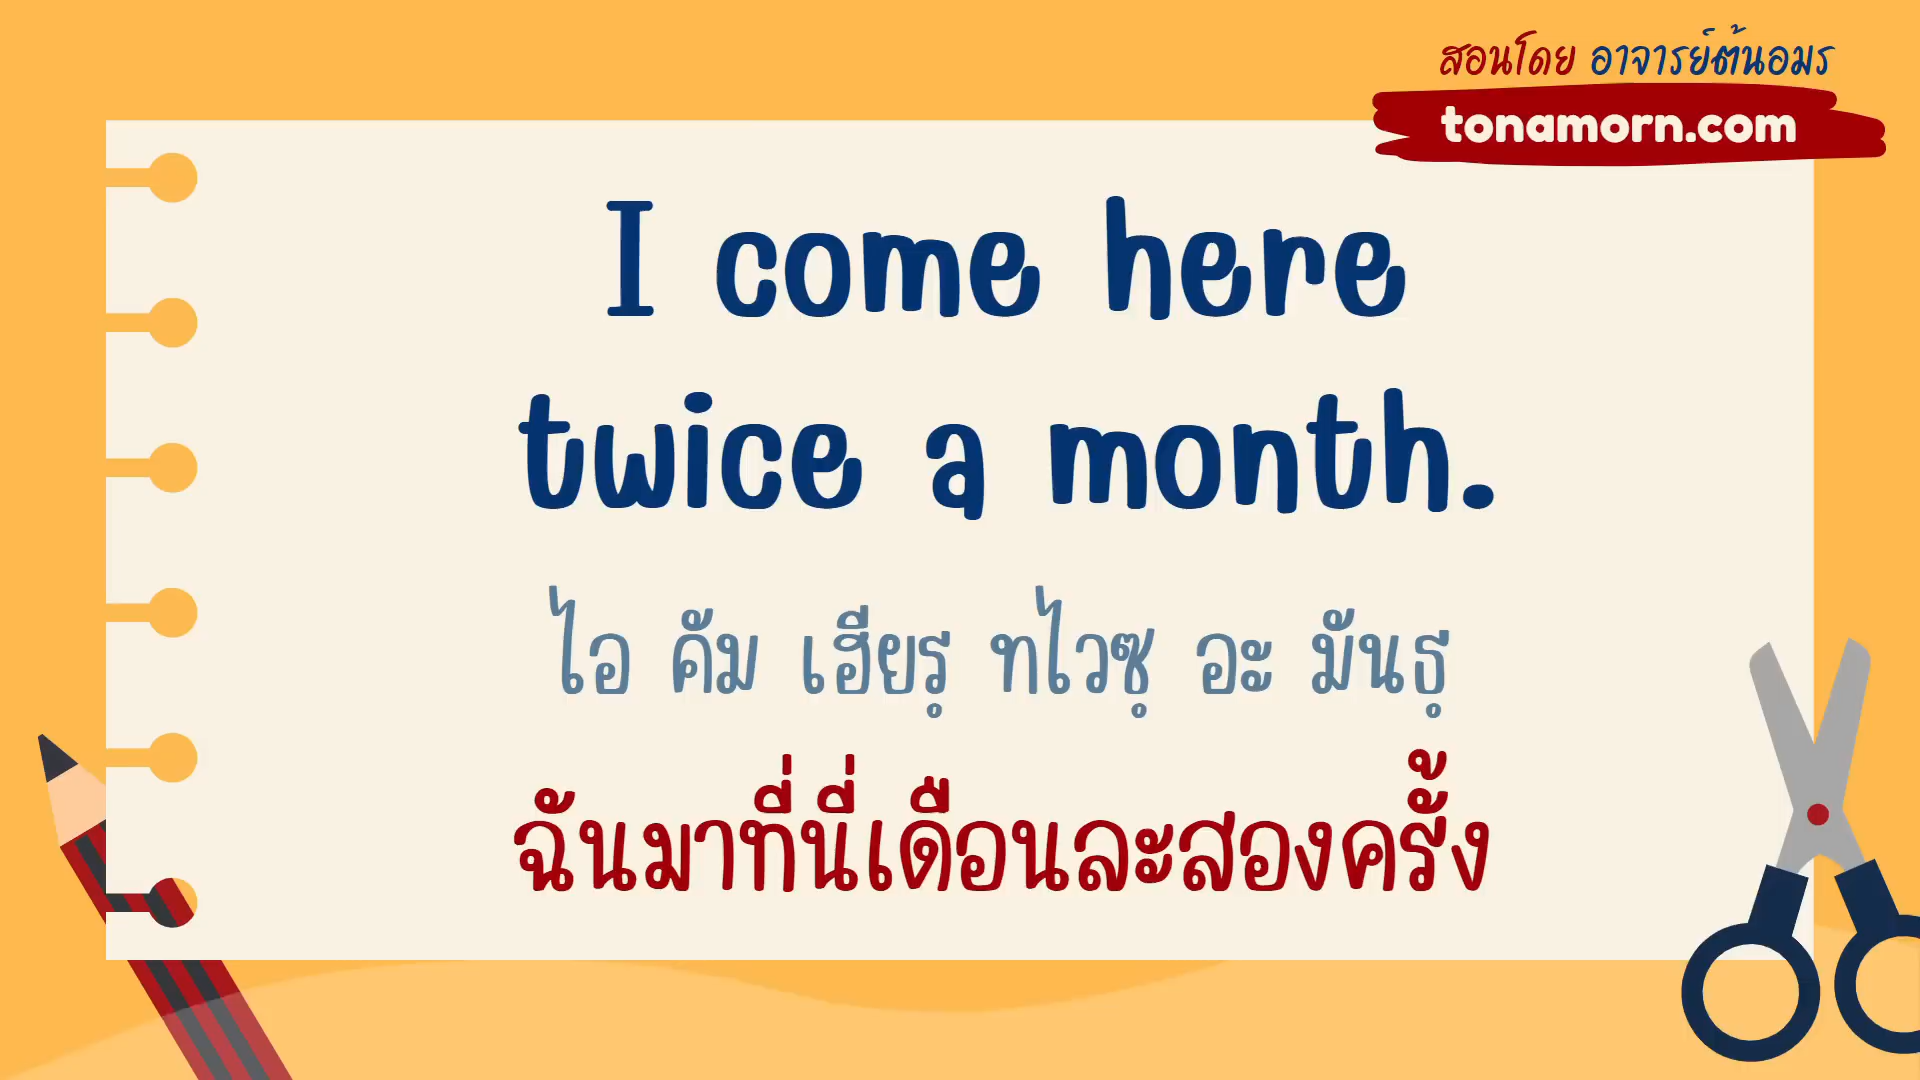 สอนโดย อาจารย์ต้นอมร
tonamorn.com
I come here
twice a month.
ไอ คัม เฮียรฺ ทไวซฺ อะ มันธฺ
ฉันมาที่นี่เดือนละสองครั้ง